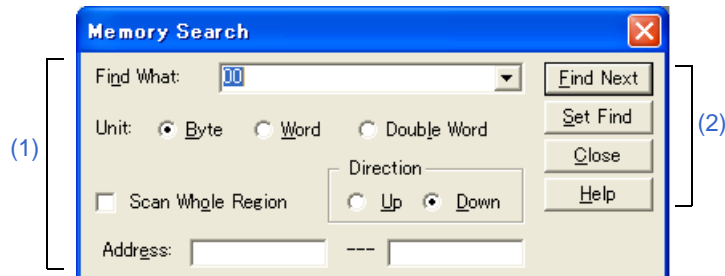 Memory Search
Find What: 00 Find Next
Unit: Byte Word Double Word Set Find
(1) (2)
Direction Close
Scan Whole Region Up Down Help
Address: ---